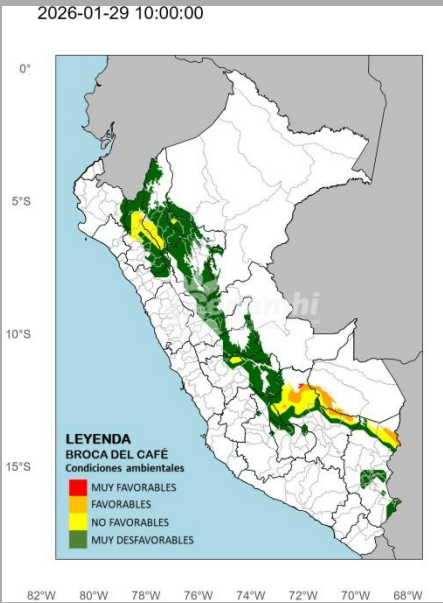 2026-01-29 10:00:00
0°
5°S
10°S
15°S
Senamhi
LEYENDA
BROCA DEL CAFÉ
Condiciones ambientales
MUY FAVORABLES
FAVORABLES
NO FAVORABLES
MUY DESFAVORABLES
82°W 80°W 78°W 76°W 74°W 72°W 70°W 68°W